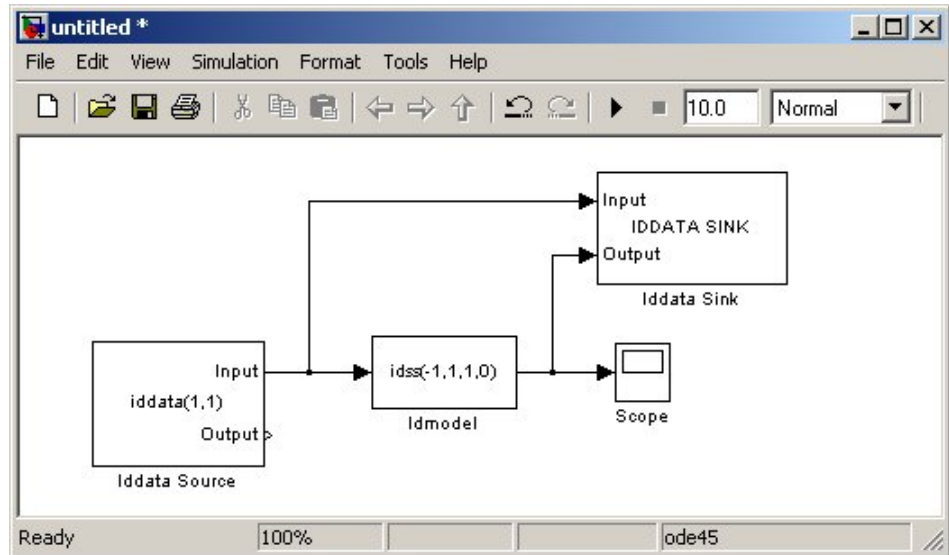 untitled *
File Edit View Simulation Format Tools Help
10.0 Normal
Input
IDDATA SINK
Output
Iddata Sink
Input
iddata(1,1)
Output
Iddata Source
idss(-1,1,1,0)
Idmodel
Scope
Ready 100% ode45